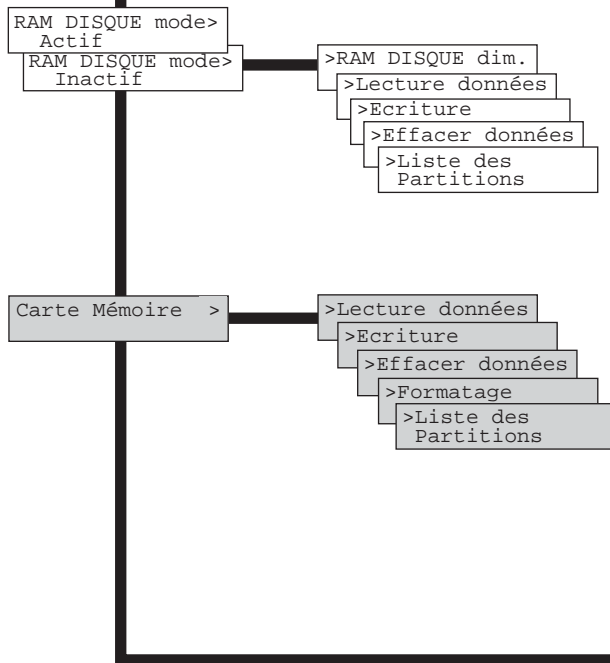 RAM DISQUE mode>
Actif
RAM DISQUE mode>
Inactif
>RAM DISQUE dim.
>Lecture données
>Ecriture
>Effacer données
>Liste des
Partitions
Carte Mémoire >
>Lecture données
>Ecriture
>Effacer données
>Formatage
>Liste des
Partitions